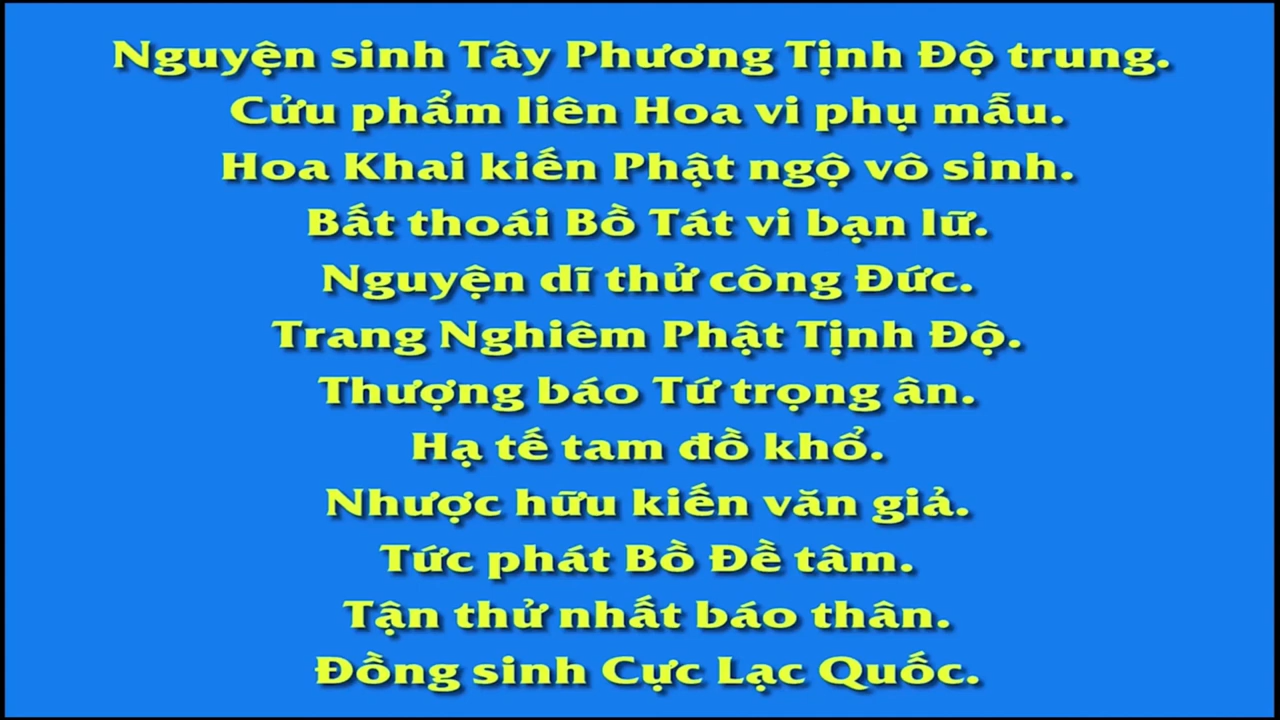 Nguyện sinh Tây Phương Tịnh Độ trung.
Cửu phẩm liên Hoa vi phụ mẫu.
Hoa Khai kiến Phật ngộ vô sinh.
Bất thoái Bồ Tát vi bạn lữ.
Nguyện dĩ thử công Đức.
Trang Nghiêm Phật Tịnh Độ.
Thượng báo Tứ trọng ân.
Hạ tế tam đồ khổ.
Nhược hữu kiến văn giả.
Tức phát Bồ Đề tâm.
Tận thử nhất báo thân.
Đồng sinh Cực Lạc Quốc.